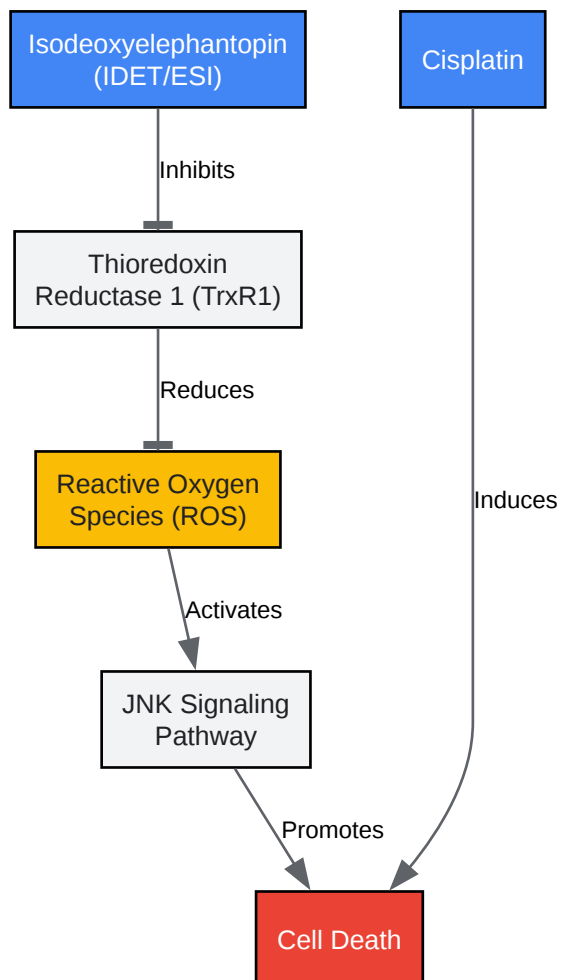 Isodeoxyelephantopin
(IDET/ESI)
Cisplatin
Inhibits
Thioredoxin
Reductase 1 (TrxR1)
Reduces
Reactive Oxygen
Species (ROS)
Induces
Activates
JNK Signaling
Pathway
Promotes
Cell Death